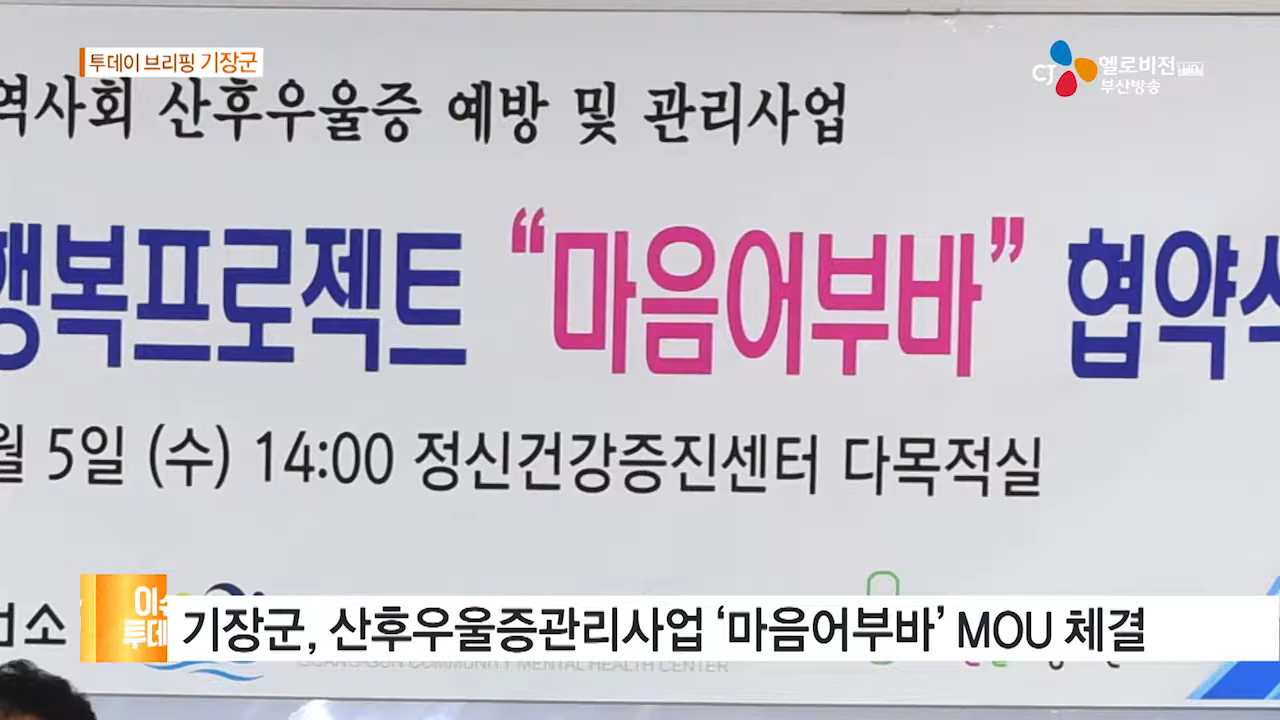 투데이 브리핑 기장군
CJ 헬로비전
부산방송
역사회 산후우울증 예방 및 관리사업
행복프로젝트 “마음어부바” 협약식
월 5일 (수) 14:00 정신건강증진센터 다목적실
기장군, 산후우울증관리사업 ‘마음어부바’ MOU 체결
COMMUNITY MENTAL HEALTH CENTER